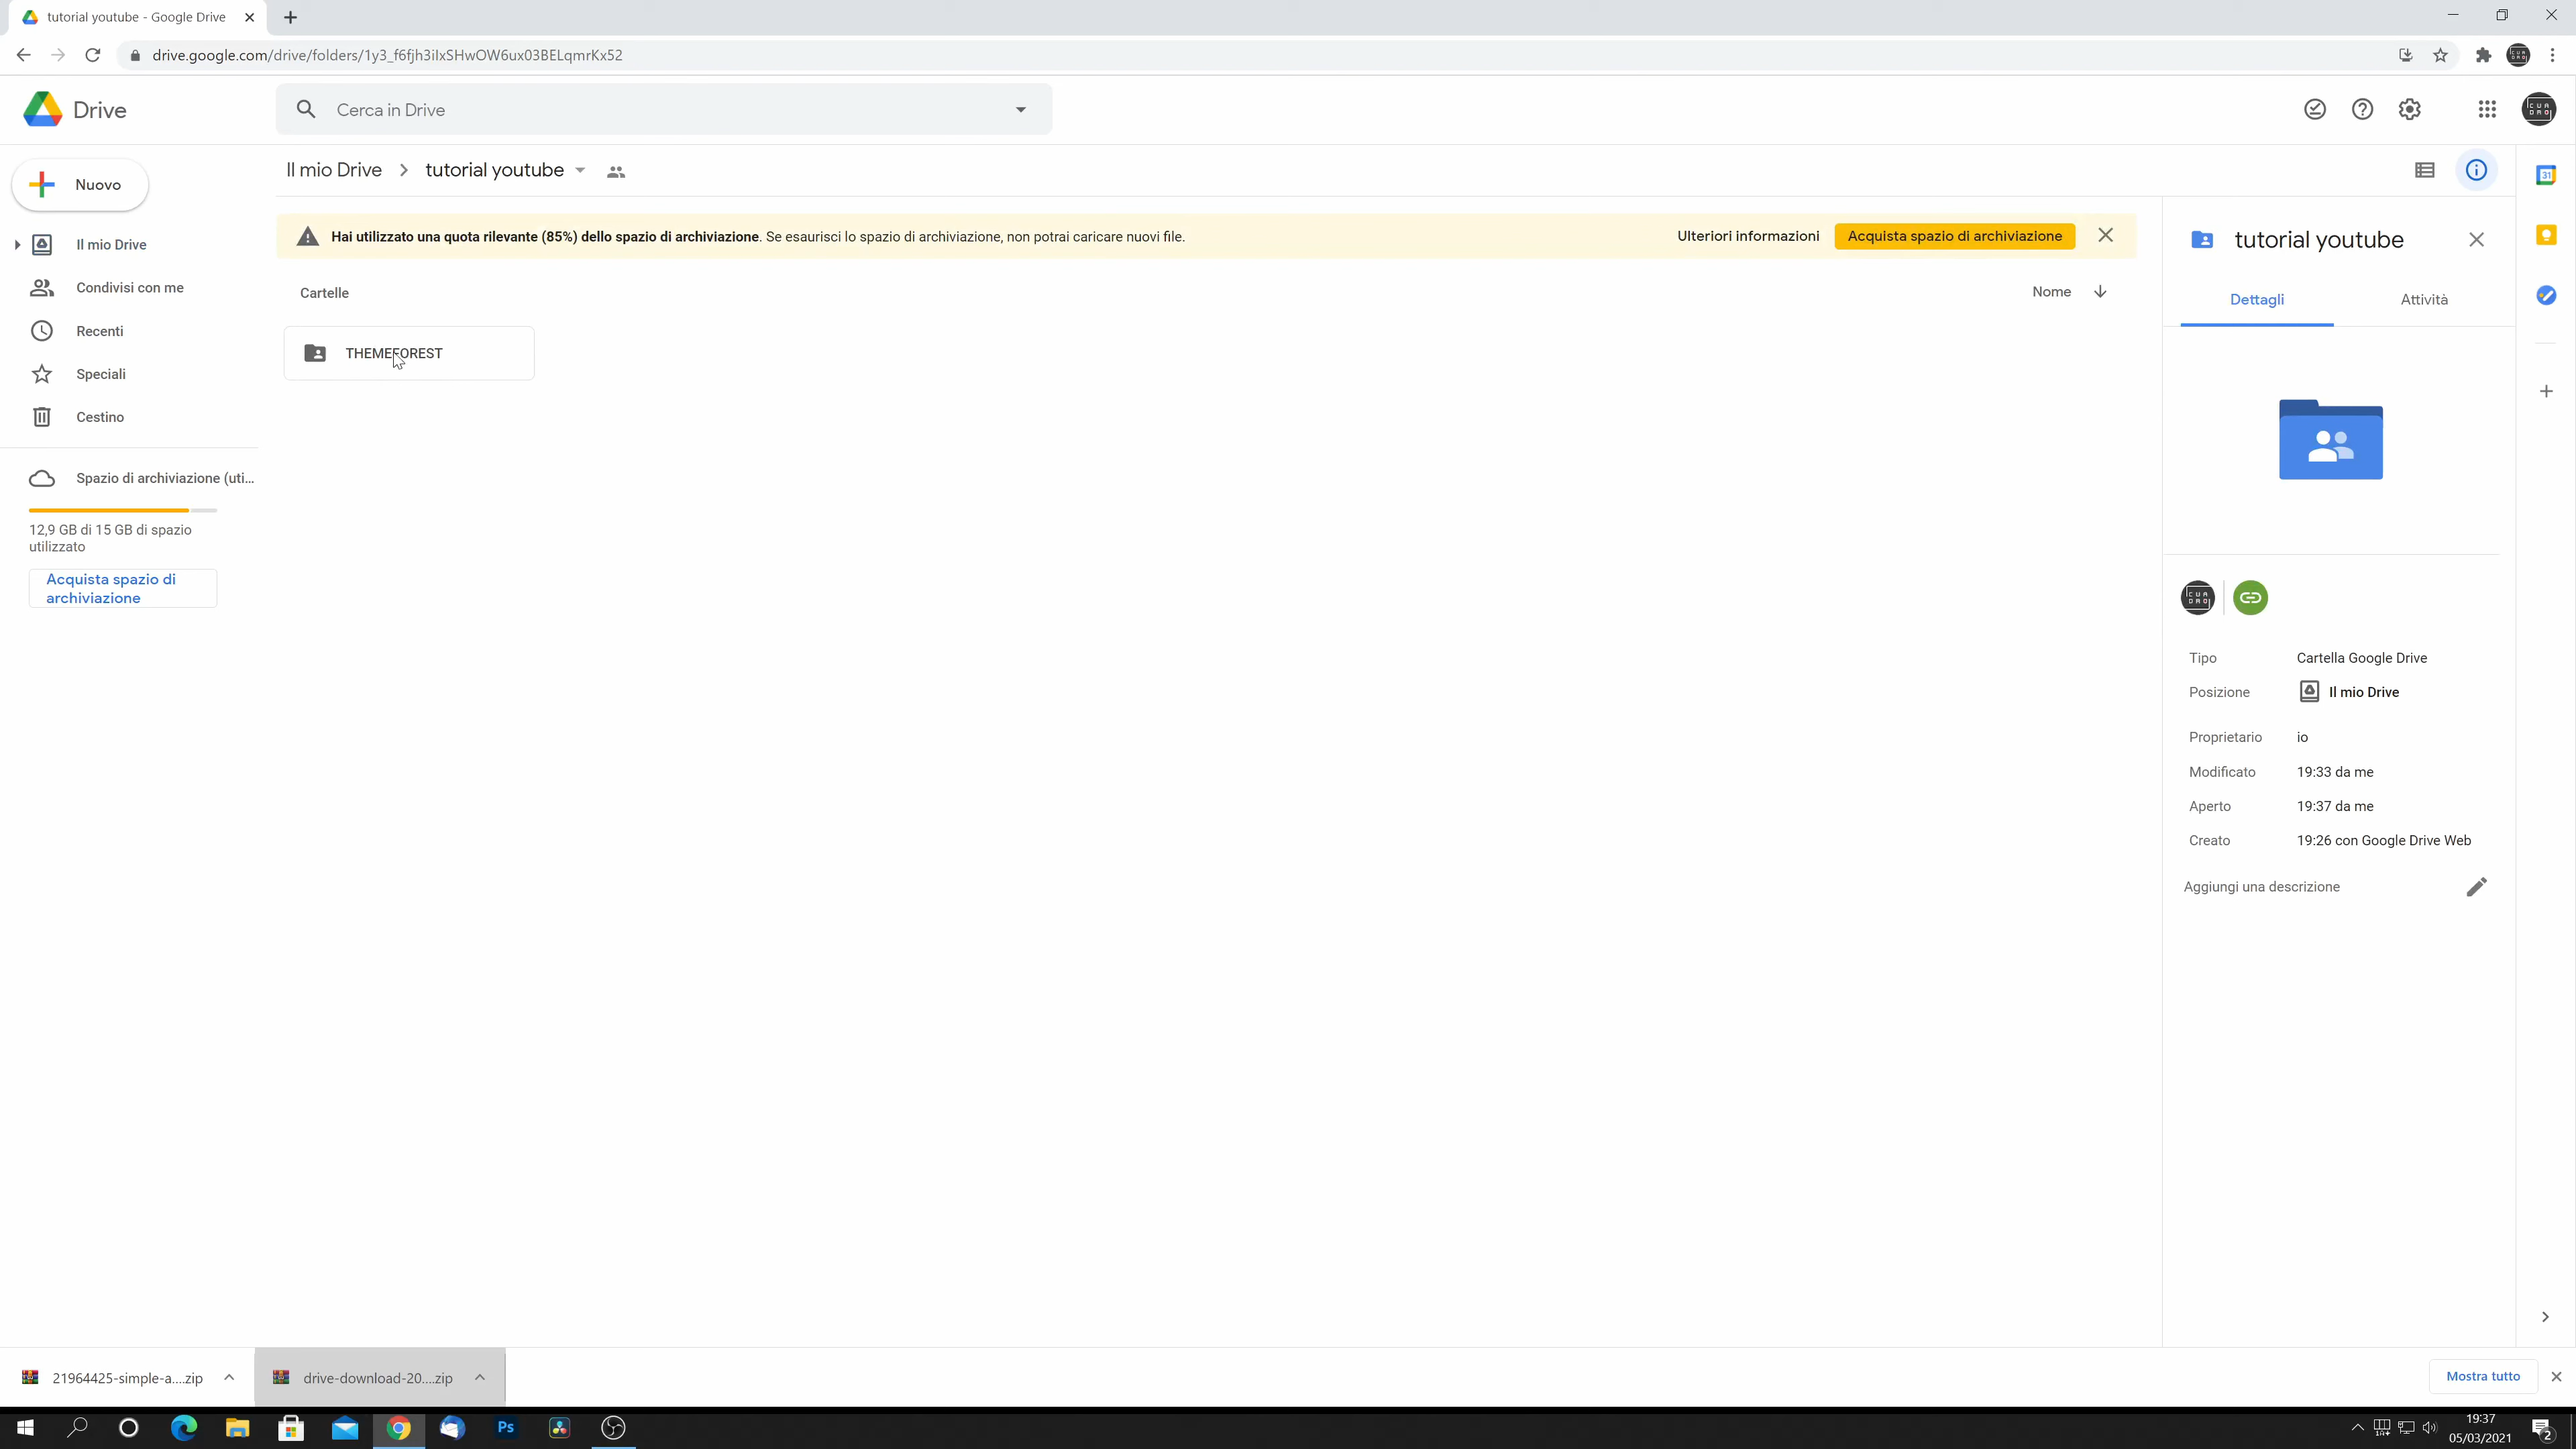 tutorial youtube - Google Drive
drive.google.com/drive/folders/1y3_f6fjh3iIxSHwOW6ux03BELqmrKx52
Drive
Cerca in Drive
Nuovo
Il mio Drive
Condivisi con me
Recenti
Speciali
Cestino
Spazio di archiviazione (uti...
12,9 GB di 15 GB di spazio
utilizzato
Acquista spazio di
archiviazione
Il mio Drive
tutorial youtube
Hai utilizzato una quota rilevante (85%) dello spazio di archiviazione. Se esaurisci lo spazio di archiviazione, non potrai caricare nuovi file.
Ulteriori informazioni
Acquista spazio di archiviazione
Cartelle
Nome
THEMEFOREST
tutorial youtube
Dettagli
Attività
Tipo Cartella Google Drive
Posizione Il mio Drive
Proprietario io
Modificato 19:33 da me
Aperto 19:37 da me
Creato 19:26 con Google Drive Web
Aggiungi una descrizione
31
21964425-simple-a....zip
drive-download-20....zip
Mostra tutto
Ps
19:37
05/03/2021
2